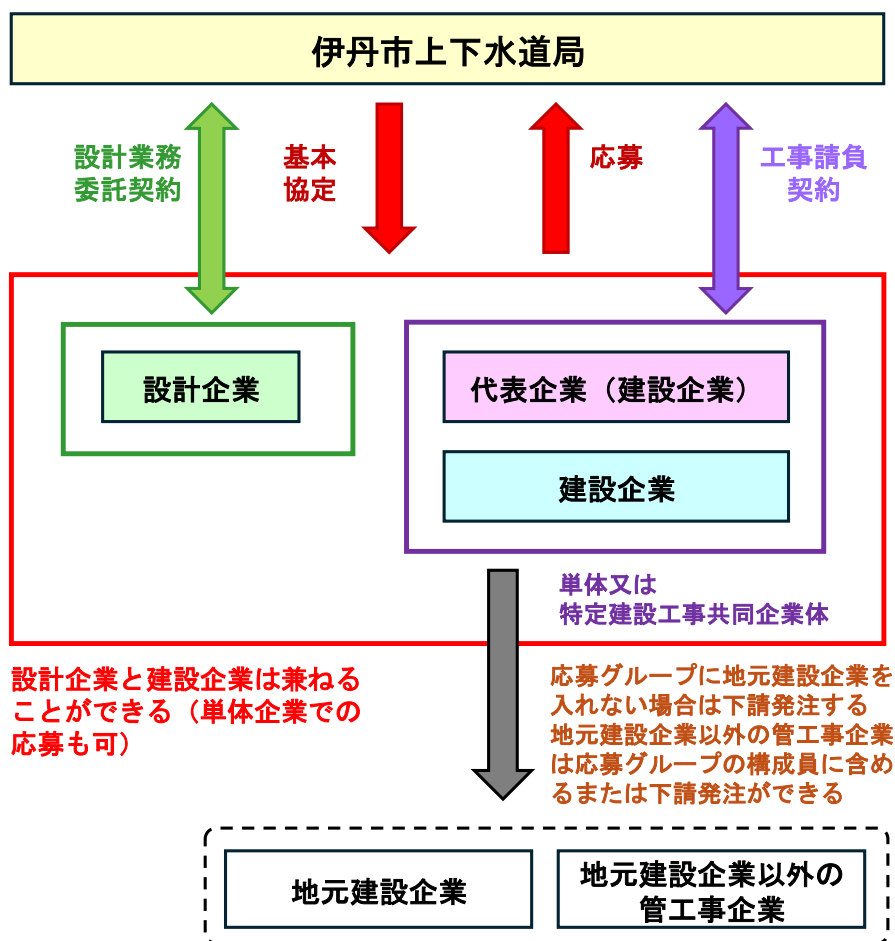 伊丹市上下水道局
設計業務
委託契約
基本
協定
応募
工事請負
契約
設計企業
代表企業（建設企業）
建設企業
単体又は
特定建設工事共同企業体
設計企業と建設企業は兼ねる
ことができる（単体企業での
応募も可）
応募グループに地元建設企業を
入れない場合は下請発注する
地元建設企業以外の管工事企業
は応募グループの構成員に含め
るまたは下請発注ができる
地元建設企業
地元建設企業以外の
管工事企業